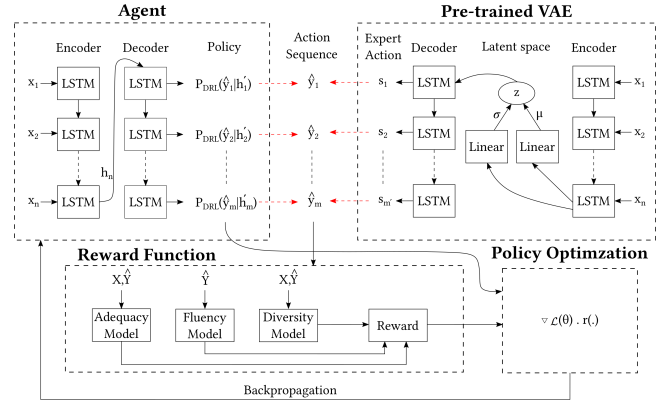 Agent
Pre-trained VAE
Encoder
Decoder
Policy
Action
Sequence
Expert
Action
Decoder
Latent space
Encoder
x₁
LSTM
LSTM
P_DRL(ŷ₁|h′₁)
ŷ₁
s₁
LSTM
z
LSTM
x₁
σ
μ
x₂
LSTM
LSTM
P_DRL(ŷ₂|h′₂)
ŷ₂
s₂
LSTM
Linear
Linear
LSTM
x₂
hₙ
xₙ
LSTM
LSTM
P_DRL(ŷₘ|h′ₘ)
ŷₘ
sₘ′
LSTM
LSTM
xₙ
Reward Function
Policy Optimzation
X,Ŷ
Ŷ
X,Ŷ
Adequacy
Model
Fluency
Model
Diversity
Model
Reward
▽ ℒ(θ) . r(.)
Backpropagation